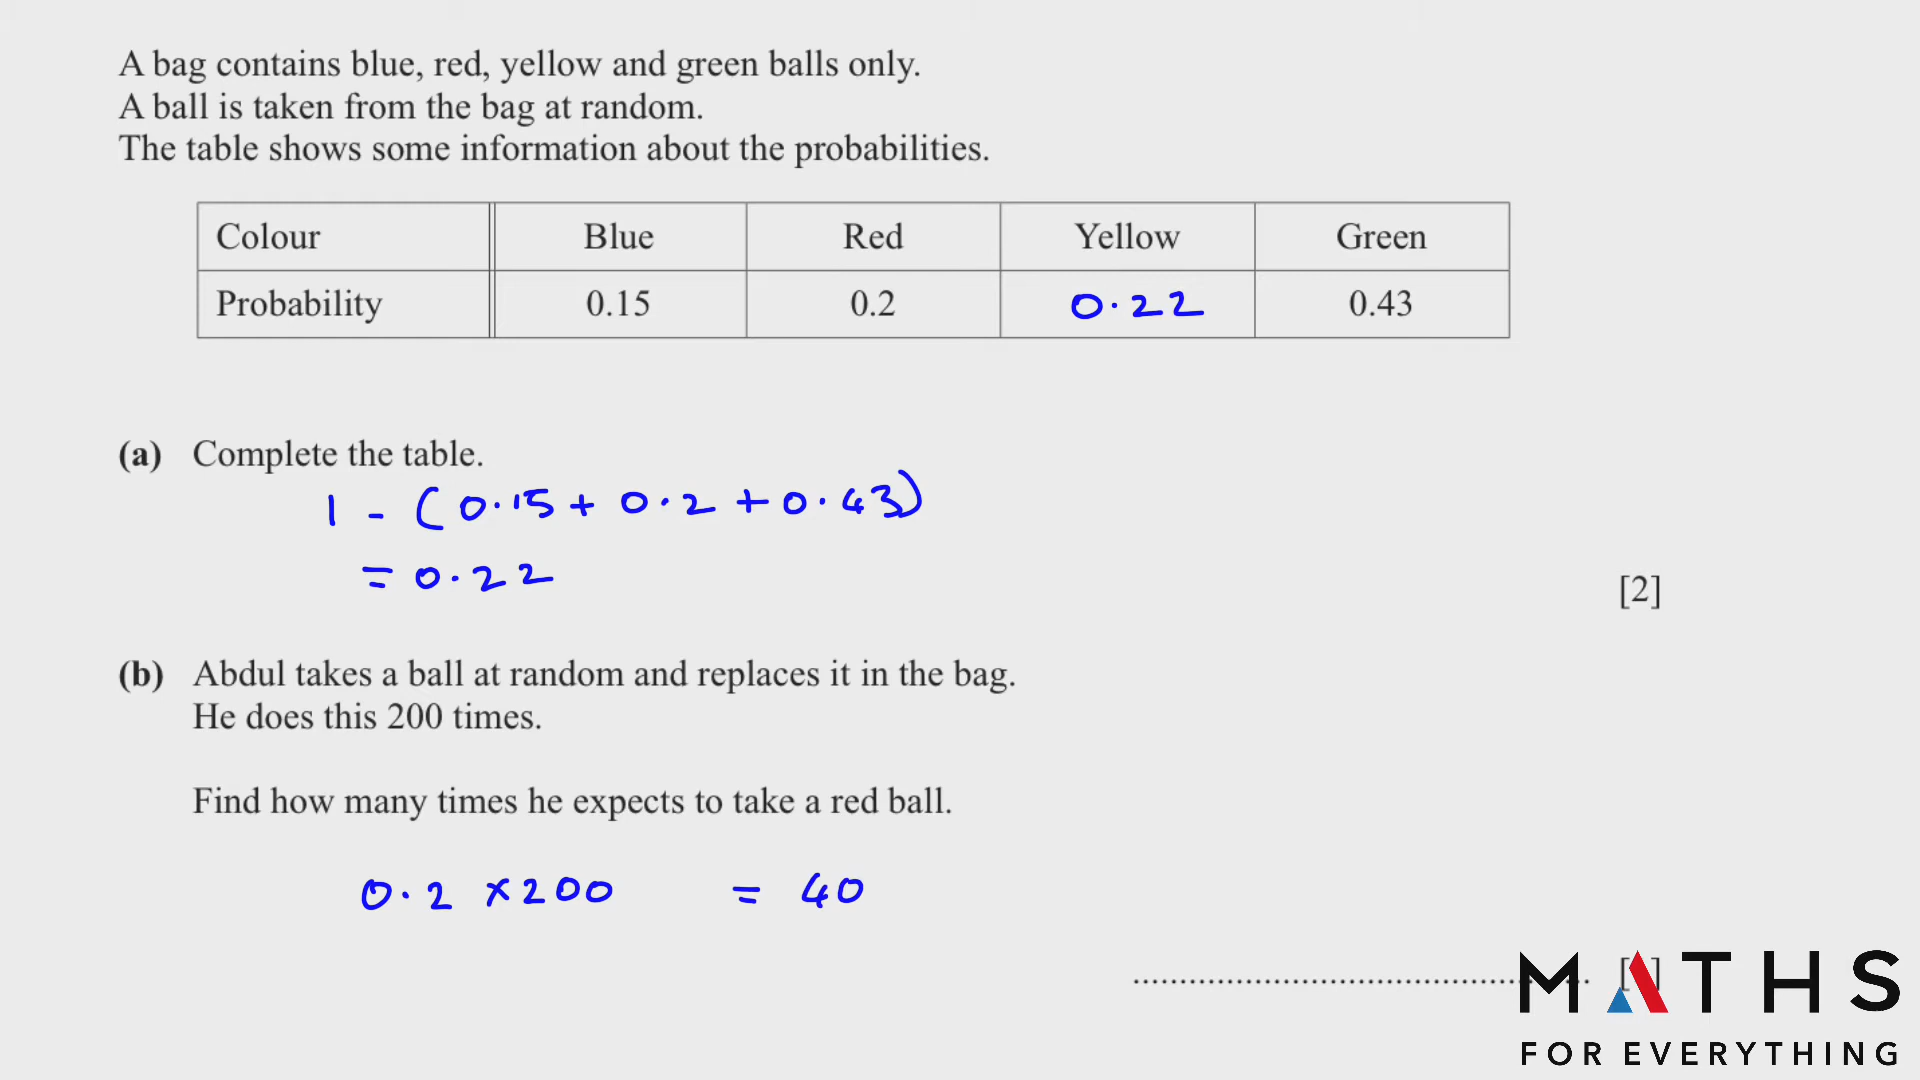 A bag contains blue, red, yellow and green balls only.
A ball is taken from the bag at random.
The table shows some information about the probabilities.
Colour Blue Red Yellow Green
Probability 0.15 0.2 0.22 0.43
(a) Complete the table.
1 - (0.15 + 0.2 + 0.43)
= 0.22
[2]
(b) Abdul takes a ball at random and replaces it in the bag.
He does this 200 times.
Find how many times he expects to take a red ball.
0.2 × 200 = 40
MATHS
FOR EVERYTHING